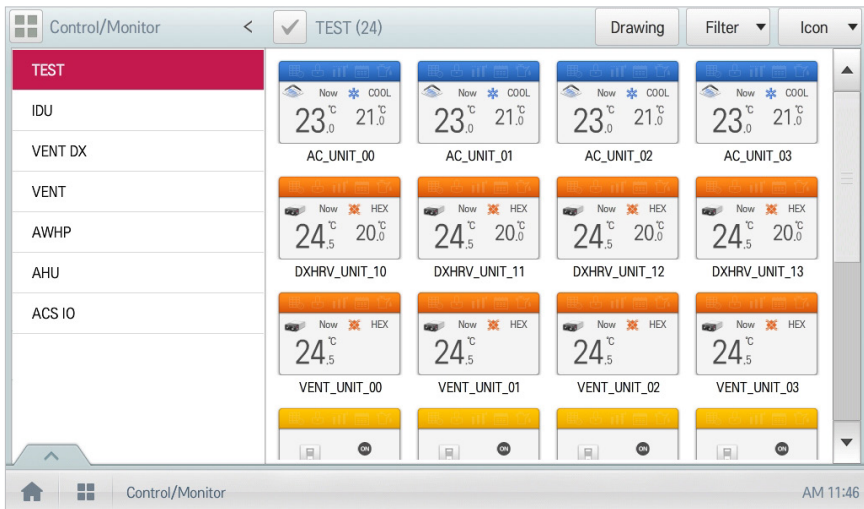 Control/Monitor < TEST (24) Drawing Filter ▼ Icon ▼
TEST
IDU
VENT DX
VENT
AWHP
AHU
ACS IO
Now COOL Now COOL Now COOL Now COOL
23.0℃ 21.0℃ 23.0℃ 21.0℃ 23.0℃ 21.0℃ 23.0℃ 21.0℃
AC_UNIT_00 AC_UNIT_01 AC_UNIT_02 AC_UNIT_03
Now HEX Now HEX Now HEX Now HEX
24.5℃ 20.0℃ 24.5℃ 20.0℃ 24.5℃ 20.0℃ 24.5℃ 20.0℃
DXHRV_UNIT_10 DXHRV_UNIT_11 DXHRV_UNIT_12 DXHRV_UNIT_13
Now HEX Now HEX Now HEX Now HEX
24.5℃ 24.5℃ 24.5℃ 24.5℃
VENT_UNIT_00 VENT_UNIT_01 VENT_UNIT_02 VENT_UNIT_03
ON ON ON ON
Control/Monitor AM 11:46